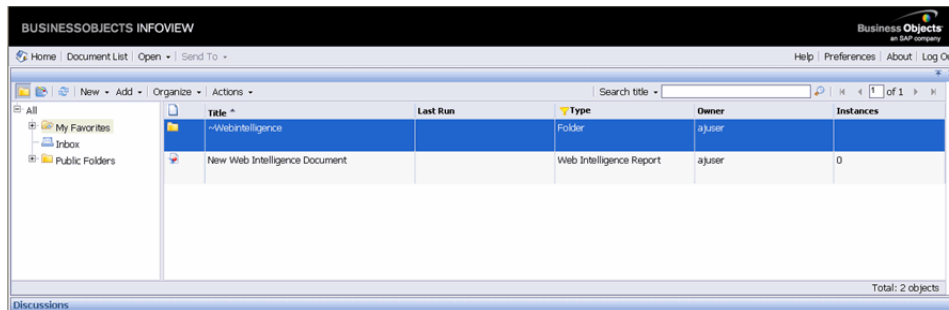 BUSINESSOBJECTS INFOVIEW
Business Objects
an SAP company
Home Document List Open Send To Help Preferences About Log O
New Add Organize Actions Search title 1 of 1
All
My Favorites
Inbox
Public Folders
Title Last Run Type Owner Instances
~Webintelligence Folder ajuser
New Web Intelligence Document Web Intelligence Report ajuser 0
Total: 2 objects
Discussions